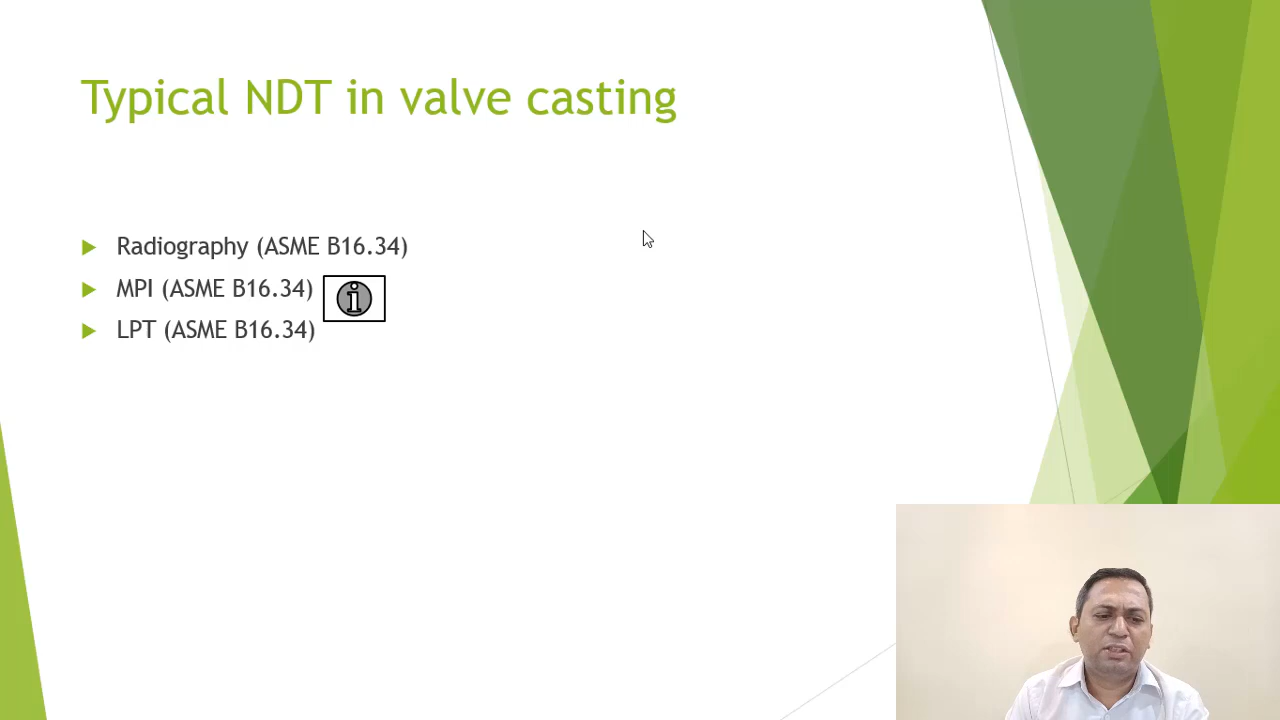 Typical NDT in valve casting
Radiography (ASME B16.34)
MPI (ASME B16.34)
LPT (ASME B16.34)